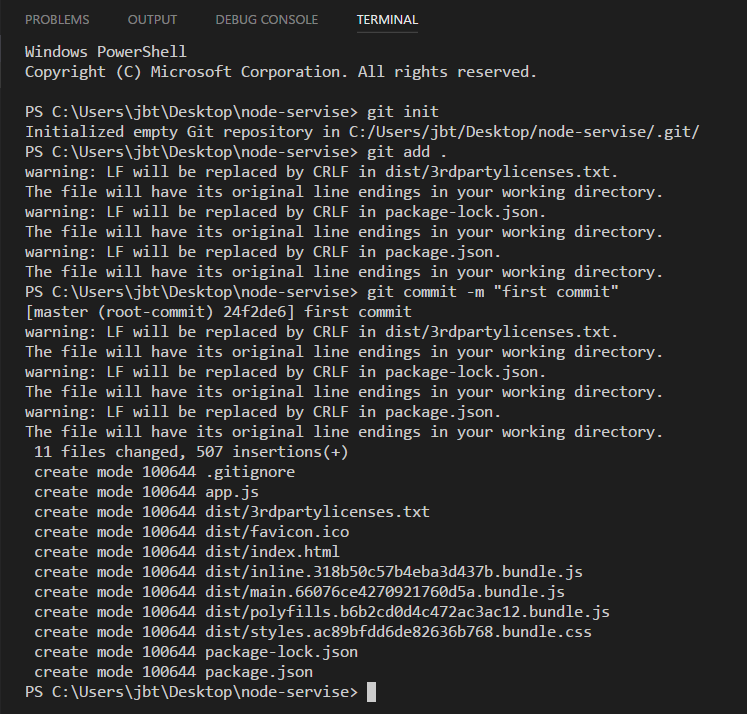 PROBLEMS OUTPUT DEBUG CONSOLE TERMINAL
Windows PowerShell
Copyright (C) Microsoft Corporation. All rights reserved.
PS C:\Users\jbt\Desktop\node-servise> git init
Initialized empty Git repository in C:/Users/jbt/Desktop/node-servise/.git/
PS C:\Users\jbt\Desktop\node-servise> git add .
warning: LF will be replaced by CRLF in dist/3rdpartylicenses.txt.
The file will have its original line endings in your working directory.
warning: LF will be replaced by CRLF in package-lock.json.
The file will have its original line endings in your working directory.
warning: LF will be replaced by CRLF in package.json.
The file will have its original line endings in your working directory.
PS C:\Users\jbt\Desktop\node-servise> git commit -m "first commit"
[master (root-commit) 24f2de6] first commit
warning: LF will be replaced by CRLF in dist/3rdpartylicenses.txt.
The file will have its original line endings in your working directory.
warning: LF will be replaced by CRLF in package-lock.json.
The file will have its original line endings in your working directory.
warning: LF will be replaced by CRLF in package.json.
The file will have its original line endings in your working directory.
 11 files changed, 507 insertions(+)
 create mode 100644 .gitignore
 create mode 100644 app.js
 create mode 100644 dist/3rdpartylicenses.txt
 create mode 100644 dist/favicon.ico
 create mode 100644 dist/index.html
 create mode 100644 dist/inline.318b50c57b4eba3d437b.bundle.js
 create mode 100644 dist/main.66076ce4270921760d5a.bundle.js
 create mode 100644 dist/polyfills.b6b2cd0d4c472ac3ac12.bundle.js
 create mode 100644 dist/styles.ac89bfdd6de82636b768.bundle.css
 create mode 100644 package-lock.json
 create mode 100644 package.json
PS C:\Users\jbt\Desktop\node-servise>